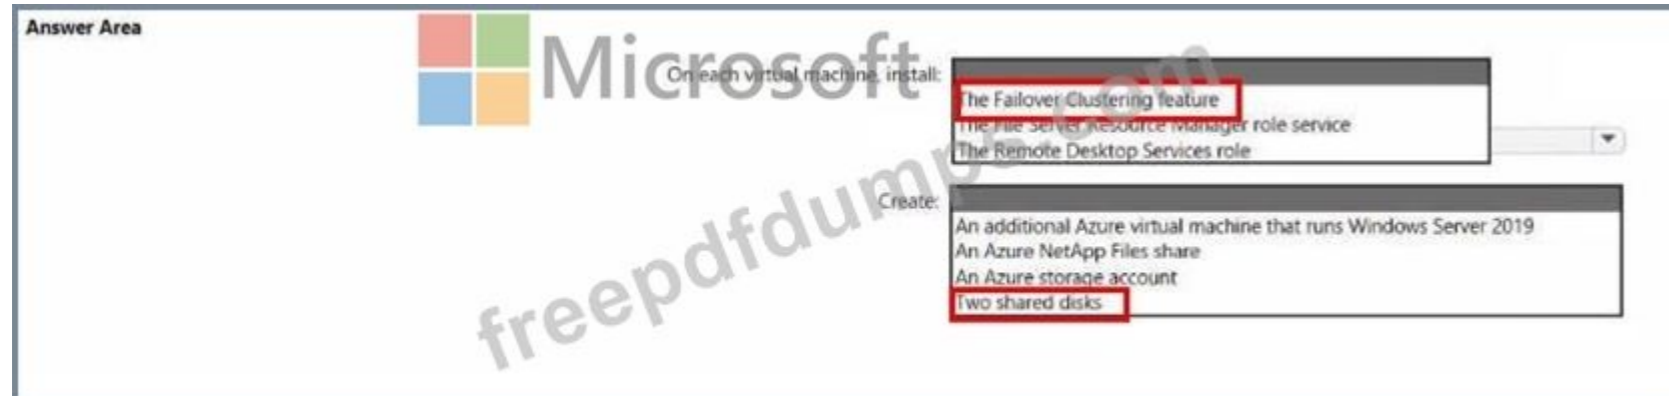 Answer Area
Microsoft
On each virtual machine, install:
The Failover Clustering feature
The File Server Resource Manager role service
The Remote Desktop Services role
Create:
An additional Azure virtual machine that runs Windows Server 2019
An Azure NetApp Files share
An Azure storage account
Two shared disks
freepdfdumps.com